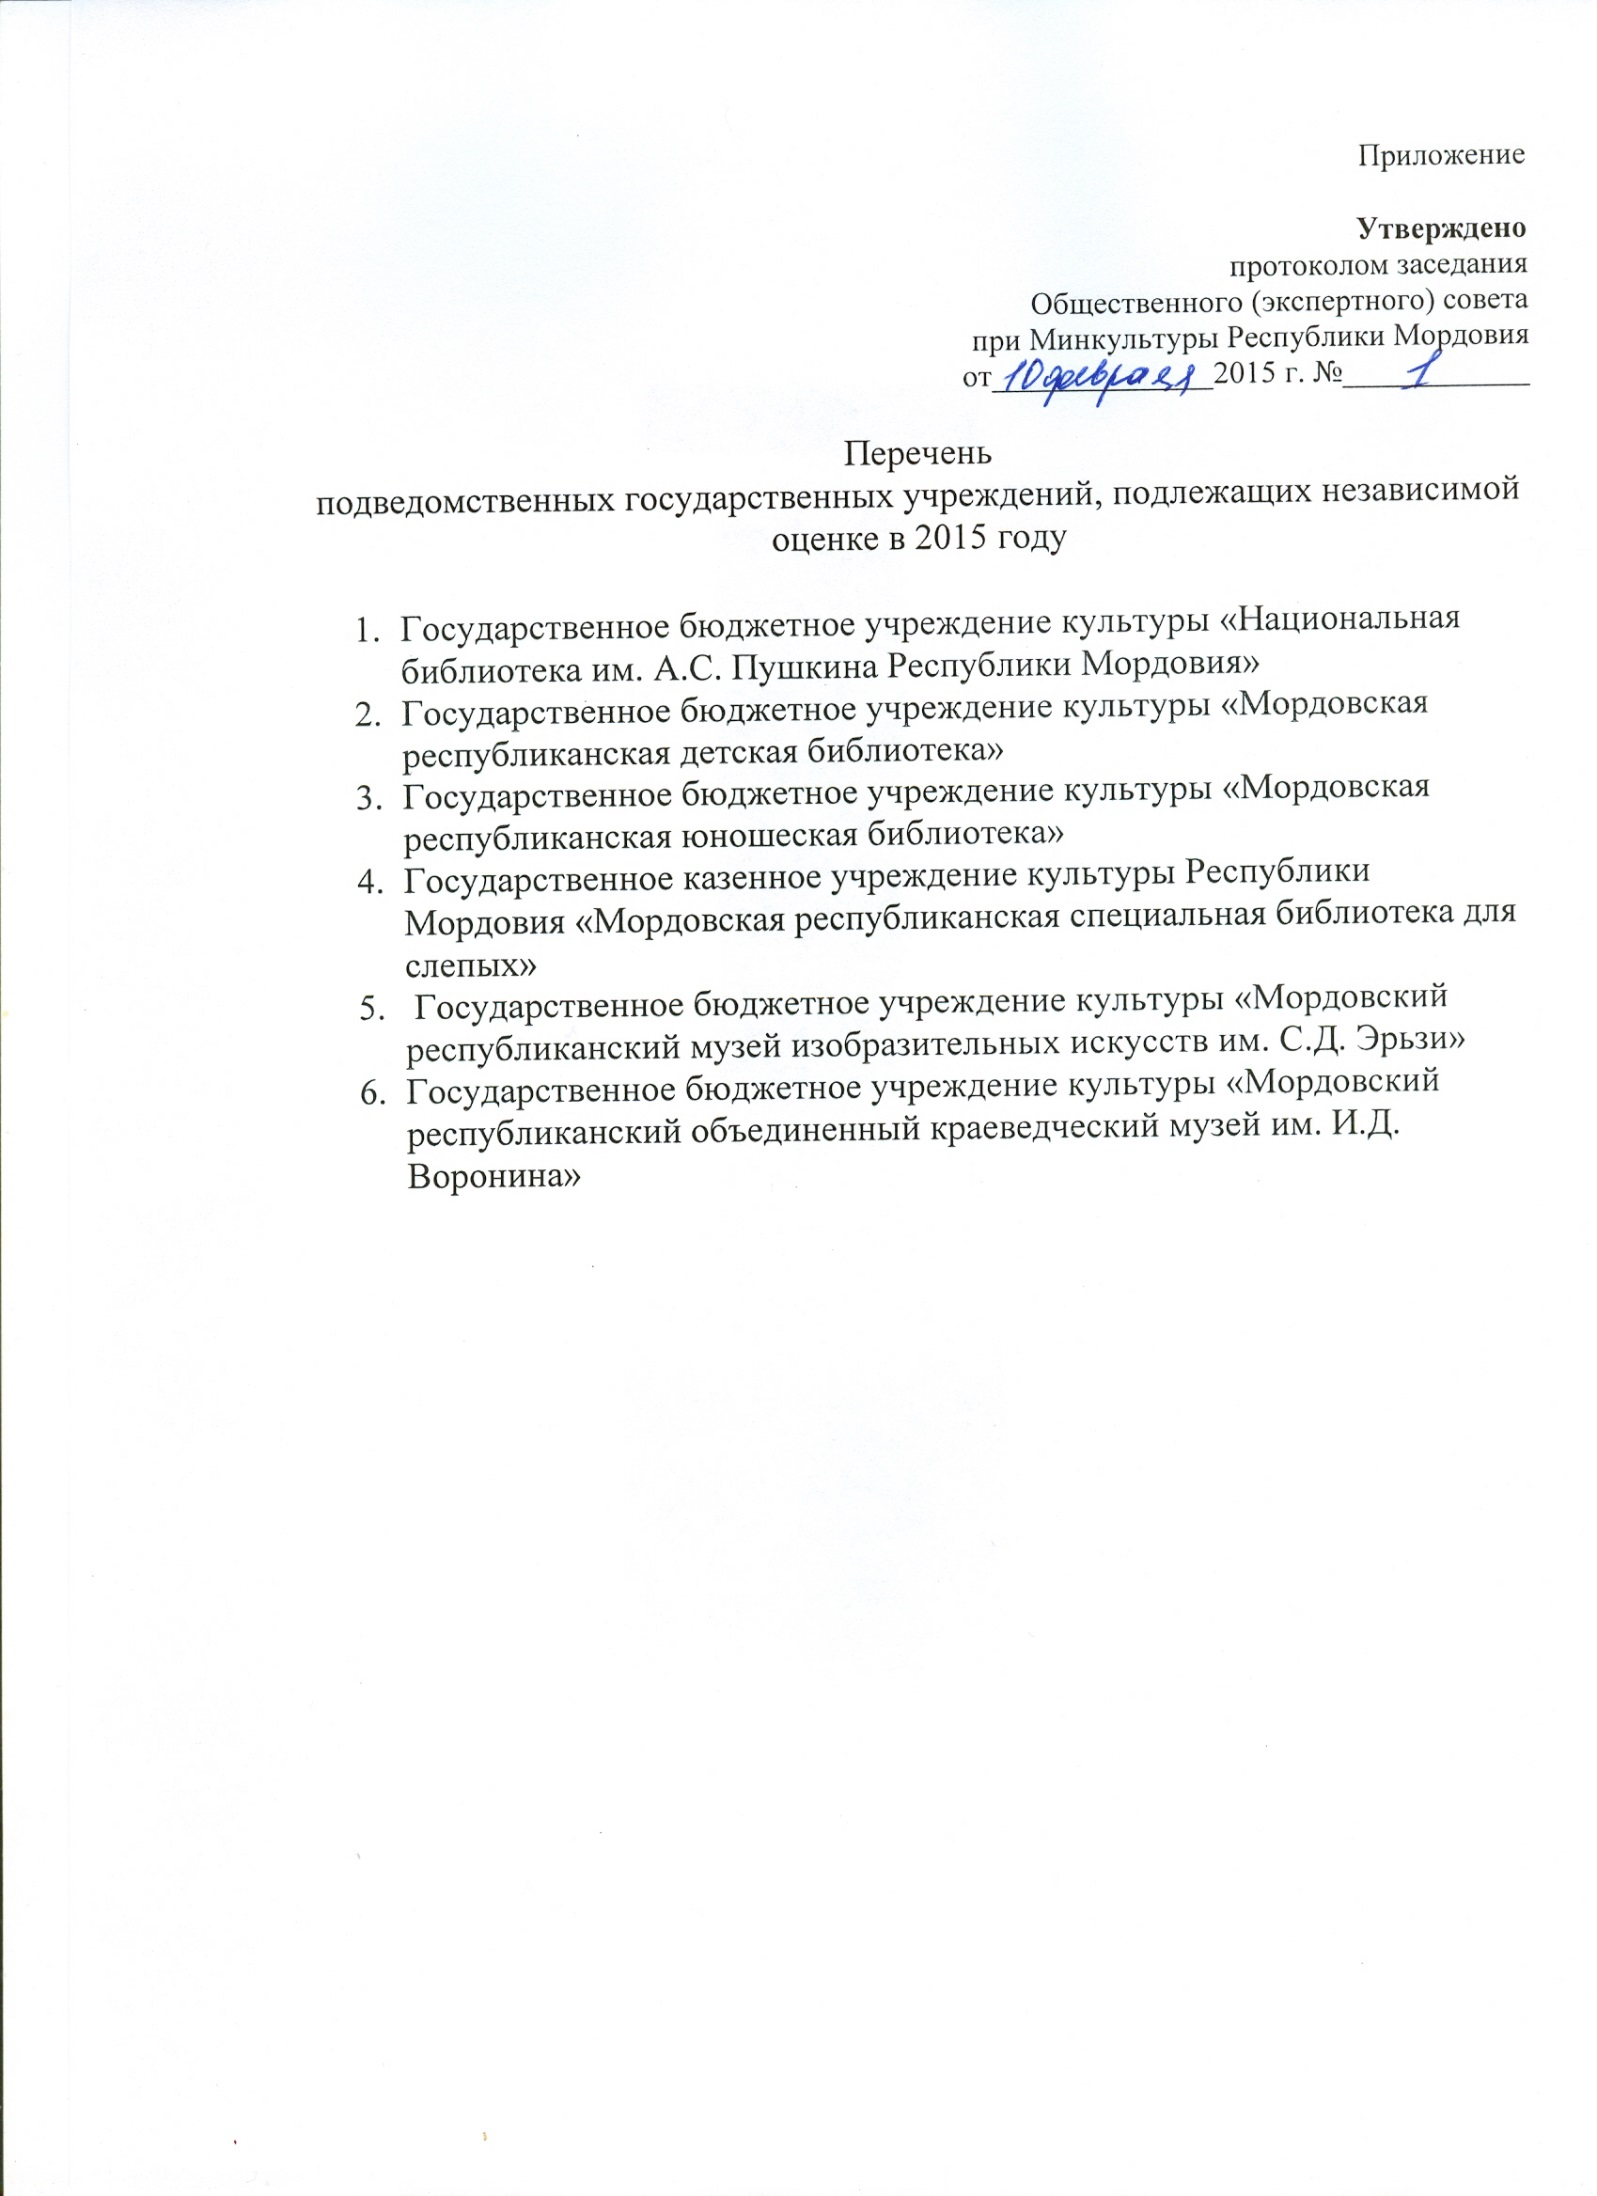 Приложение
Утверждено
протоколом заседания
Общественного (экспертного) совета
при Минкультуры Республики Мордовия
от 10 февраля 2015 г. № 1
Перечень
подведомственных государственных учреждений, подлежащих независимой
оценке в 2015 году
1. Государственное бюджетное учреждение культуры «Национальная
библиотека им. А.С. Пушкина Республики Мордовия»
2. Государственное бюджетное учреждение культуры «Мордовская
республиканская детская библиотека»
3. Государственное бюджетное учреждение культуры «Мордовская
республиканская юношеская библиотека»
4. Государственное казенное учреждение культуры Республики
Мордовия «Мордовская республиканская специальная библиотека для
слепых»
5. Государственное бюджетное учреждение культуры «Мордовский
республиканский музей изобразительных искусств им. С.Д. Эрьзи»
6. Государственное бюджетное учреждение культуры «Мордовский
республиканский объединенный краеведческий музей им. И.Д.
Воронина»